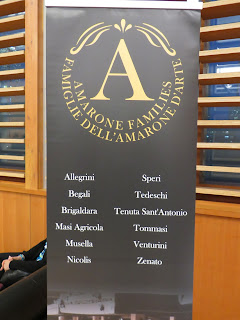 A
AMARONE FAMILIES
FAMIGLIE DELL'AMARONE D'ARTE
Allegrini Speri
Begali Tedeschi
Brigaldara Tenuta Sant'Antonio
Masi Agricola Tommasi
Musella Venturini
Nicolis Zenato